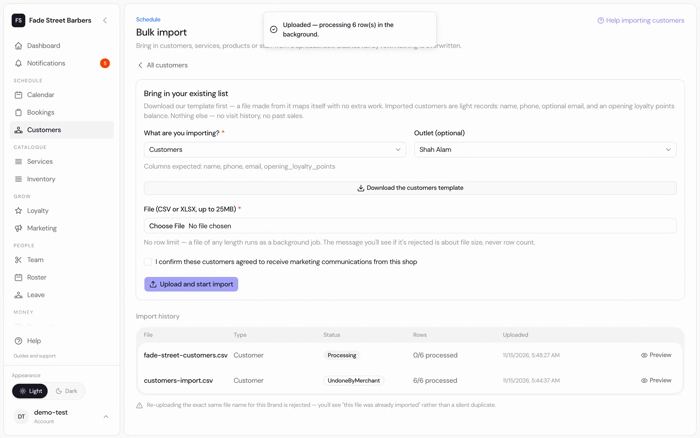 FS Fade Street Barbers
Dashboard
Notifications 5
SCHEDULE
Calendar
Bookings
Customers
CATALOGUE
Services
Inventory
GROW
Loyalty
Marketing
PEOPLE
Team
Roster
Leave
MONEY
Help
Guides and support
Appearance
Light Dark
DT demo-test
Account
Schedule
Bulk import
Help importing customers
Uploaded — processing 6 row(s) in the
background.
Bring in customers, services, products or
All customers
Bring in your existing list
Download our template first — a file made from it maps itself with no extra work. Imported customers are light records: name, phone, optional email, and an opening loyalty points
balance. Nothing else — no visit history, no past sales.
What are you importing? *
Customers
Outlet (optional)
Shah Alam
Columns expected: name, phone, email, opening_loyalty_points
Download the customers template
File (CSV or XLSX, up to 25MB) *
Choose File No file chosen
No row limit — a file of any length runs as a background job. The message you'll see if it's rejected is about file size, never row count.
I confirm these customers agreed to receive marketing communications from this shop
Upload and start import
Import history
File Type Status Rows Uploaded
fade-street-customers.csv Customer Processing 0/6 processed 11/15/2026, 5:49:27 AM Preview
customers-import.csv Customer UndoneByMerchant 6/6 processed 11/15/2026, 5:44:37 AM Preview
Re-uploading the exact same file name for this Brand is rejected — you'll see "this file was already imported" rather than a silent duplicate.